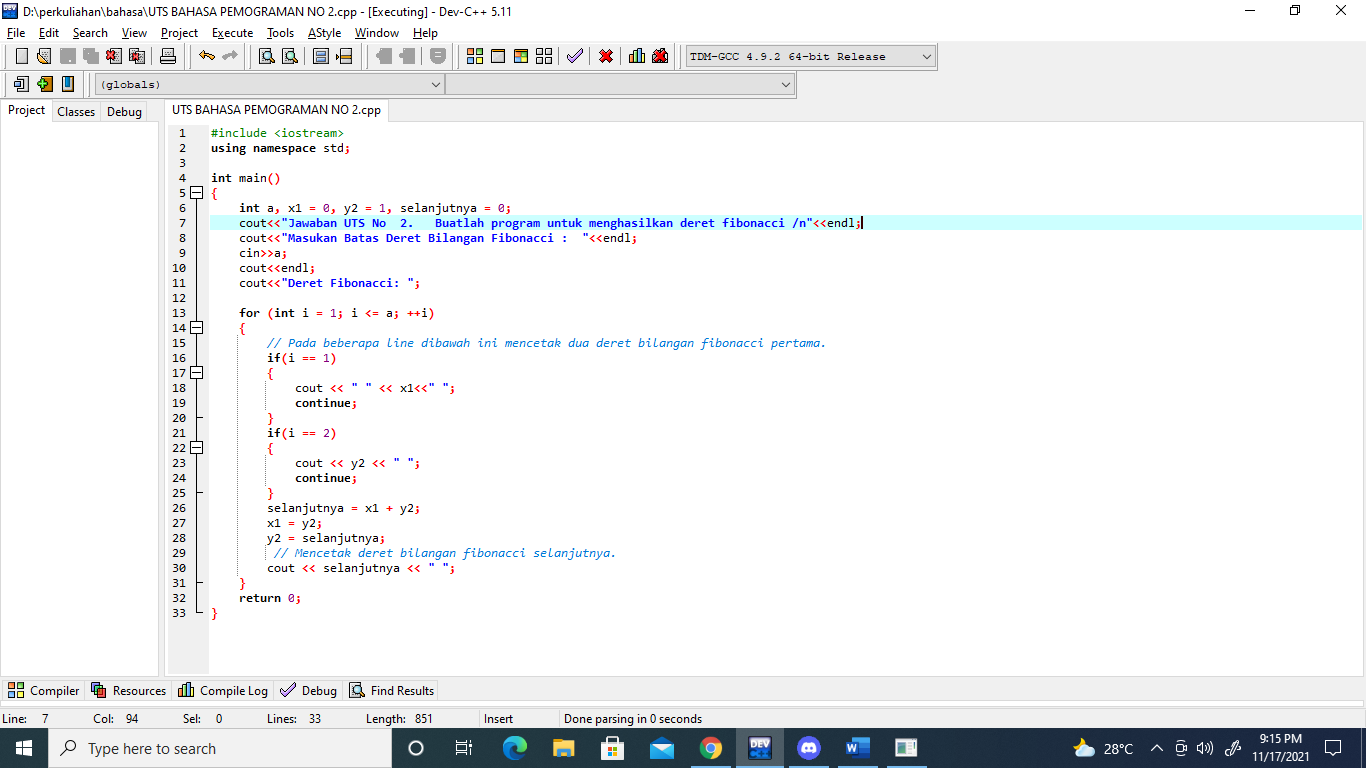 D:\perkuliahan\bahasa\UTS BAHASA PEMOGRAMAN NO 2.cpp - [Executing] - Dev-C++ 5.11
File Edit Search View Project Execute Tools AStyle Window Help
TDM-GCC 4.9.2 64-bit Release
(globals)
Project Classes Debug UTS BAHASA PEMOGRAMAN NO 2.cpp
1 #include <iostream>
2 using namespace std;
3
4 int main()
5 {
6 int a, x1 = 0, y2 = 1, selanjutnya = 0;
7 cout<<"Jawaban UTS No  2.   Buatlah program untuk menghasilkan deret fibonacci /n"<<endl;
8 cout<<"Masukan Batas Deret Bilangan Fibonacci :  "<<endl;
9 cin>>a;
10 cout<<endl;
11 cout<<"Deret Fibonacci: ";
12
13 for (int i = 1; i <= a; ++i)
14 {
15 // Pada beberapa line dibawah ini mencetak dua deret bilangan fibonacci pertama.
16 if(i == 1)
17 {
18 cout << " " << x1<<" ";
19 continue;
20 }
21 if(i == 2)
22 {
23 cout << y2 << " ";
24 continue;
25 }
26 selanjutnya = x1 + y2;
27 x1 = y2;
28 y2 = selanjutnya;
29 // Mencetak deret bilangan fibonacci selanjutnya.
30 cout << selanjutnya << " ";
31 }
32 return 0;
33 }
Compiler Resources Compile Log Debug Find Results
Line: 7 Col: 94 Sel: 0 Lines: 33 Length: 851 Insert Done parsing in 0 seconds
Type here to search
DEV
28°C
9:15 PM
11/17/2021